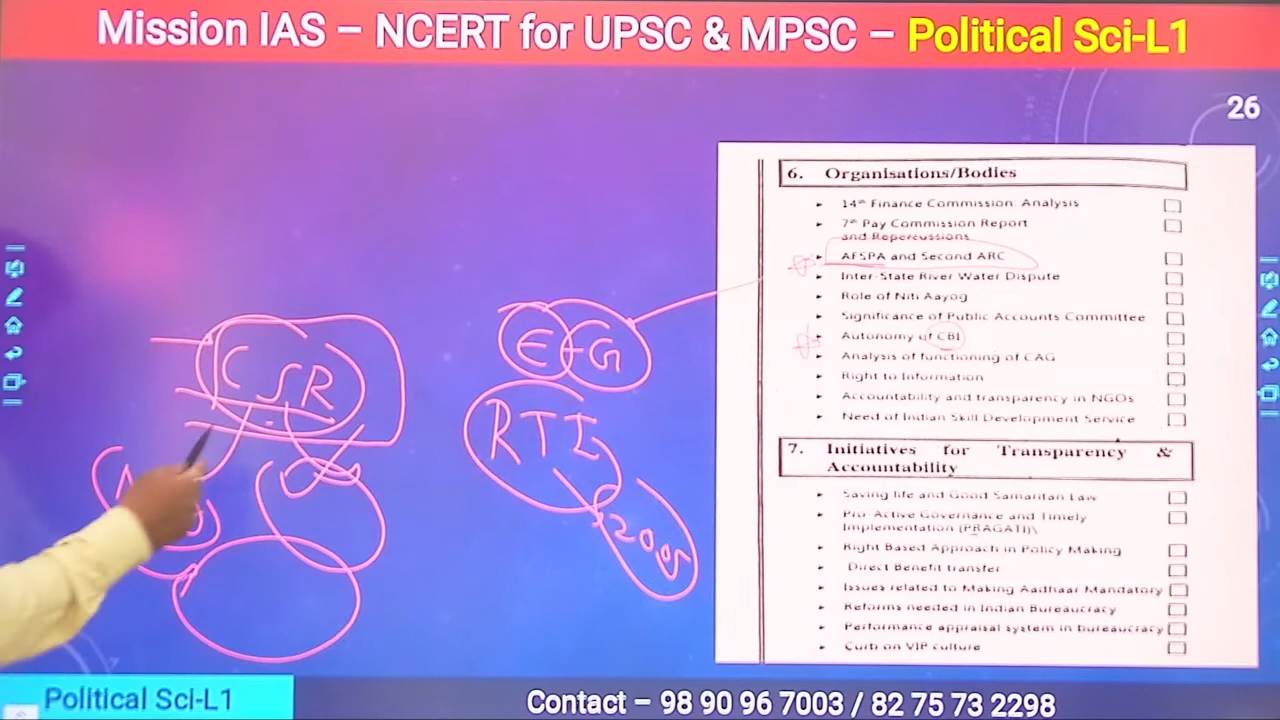 Mission IAS – NCERT for UPSC & MPSC – Political Sci-L1
26
6. Organisations/Bodies
14th Finance Commission: Analysis
7th Pay Commission Report
and Repercussions
AFSPA and Second ARC
Inter-State River Water Dispute
Role of Niti Aayog
Significance of Public Accounts Committee
Autonomy of CBI
Analysis of functioning of CAG
Right to Information
Accountability and transparency in NGOs
Need of Indian Skill Development Service
7. Initiatives for Transparency &
Accountability
Saving life and Good Samaritan Law
Pro-Active Governance and Timely
Implementation (PRAGATI)\
Right Based Approach in Policy Making
Direct Benefit transfer
Issues related to Making Aadhaar Mandatory
Reforms needed in Indian Bureaucracy
Performance appraisal system in bureaucracy
Curb on VIP culture
CSR
E-G
RTI
2005
Political Sci-L1
Contact – 98 90 96 7003 / 82 75 73 2298